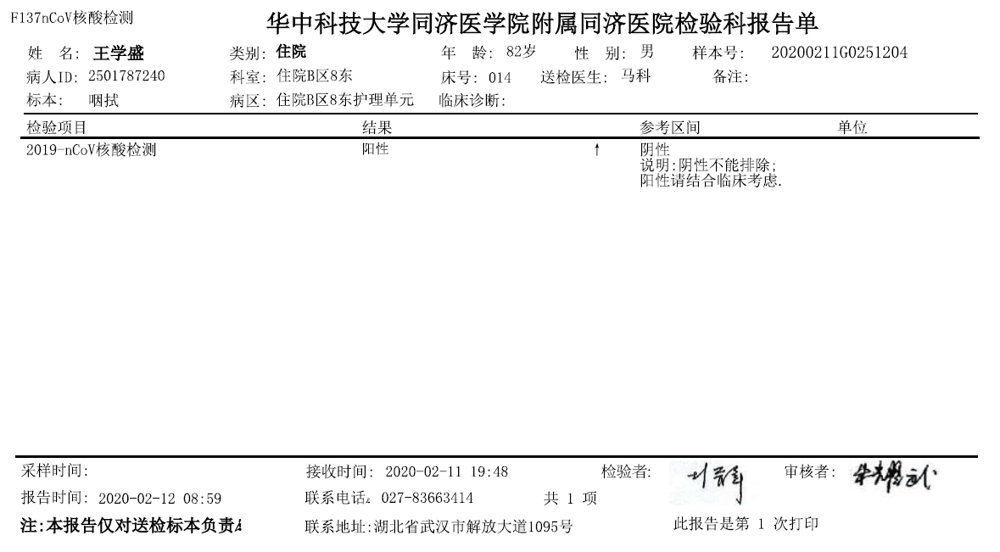 F137nCoV核酸检测
华中科技大学同济医学院附属同济医院检验科报告单
姓 名: 王学盛 类别: 住院 年 龄: 82岁 性 别: 男 样本号: 20200211G0251204
病人ID: 2501787240 科室: 住院B区8东 床号: 014 送检医生: 马科 备注:
标本: 咽拭 病区: 住院B区8东护理单元 临床诊断:
检验项目 结果 参考区间 单位
2019-nCoV核酸检测 阳性 ↑ 阴性
说明:阴性不能排除;
阳性请结合临床考虑.
采样时间: 接收时间: 2020-02-11 19:48 检验者: 审核者:
报告时间: 2020-02-12 08:59 联系电话: 027-83663414 共 1 项
注:本报告仅对送检标本负责 联系地址:湖北省武汉市解放大道1095号 此报告是第 1 次打印